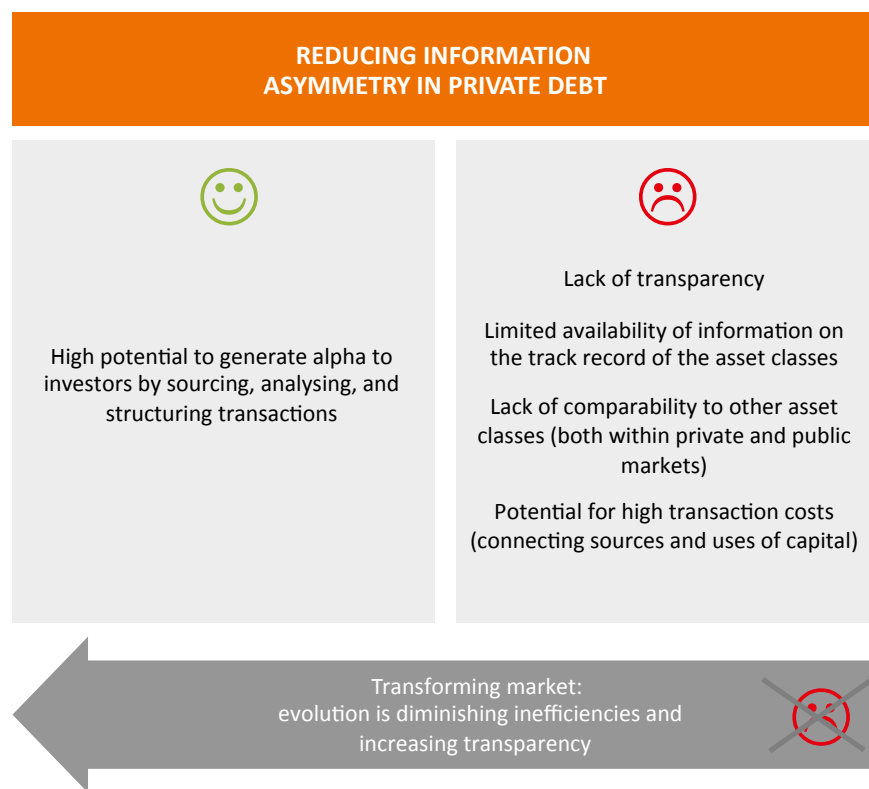 REDUCING INFORMATION
ASYMMETRY IN PRIVATE DEBT
High potential to generate alpha to
investors by sourcing, analysing, and
structuring transactions
Lack of transparency
Limited availability of information on
the track record of the asset classes
Lack of comparability to other asset
classes (both within private and public
markets)
Potential for high transaction costs
(connecting sources and uses of capital)
Transforming market:
evolution is diminishing inefficiencies and
increasing transparency